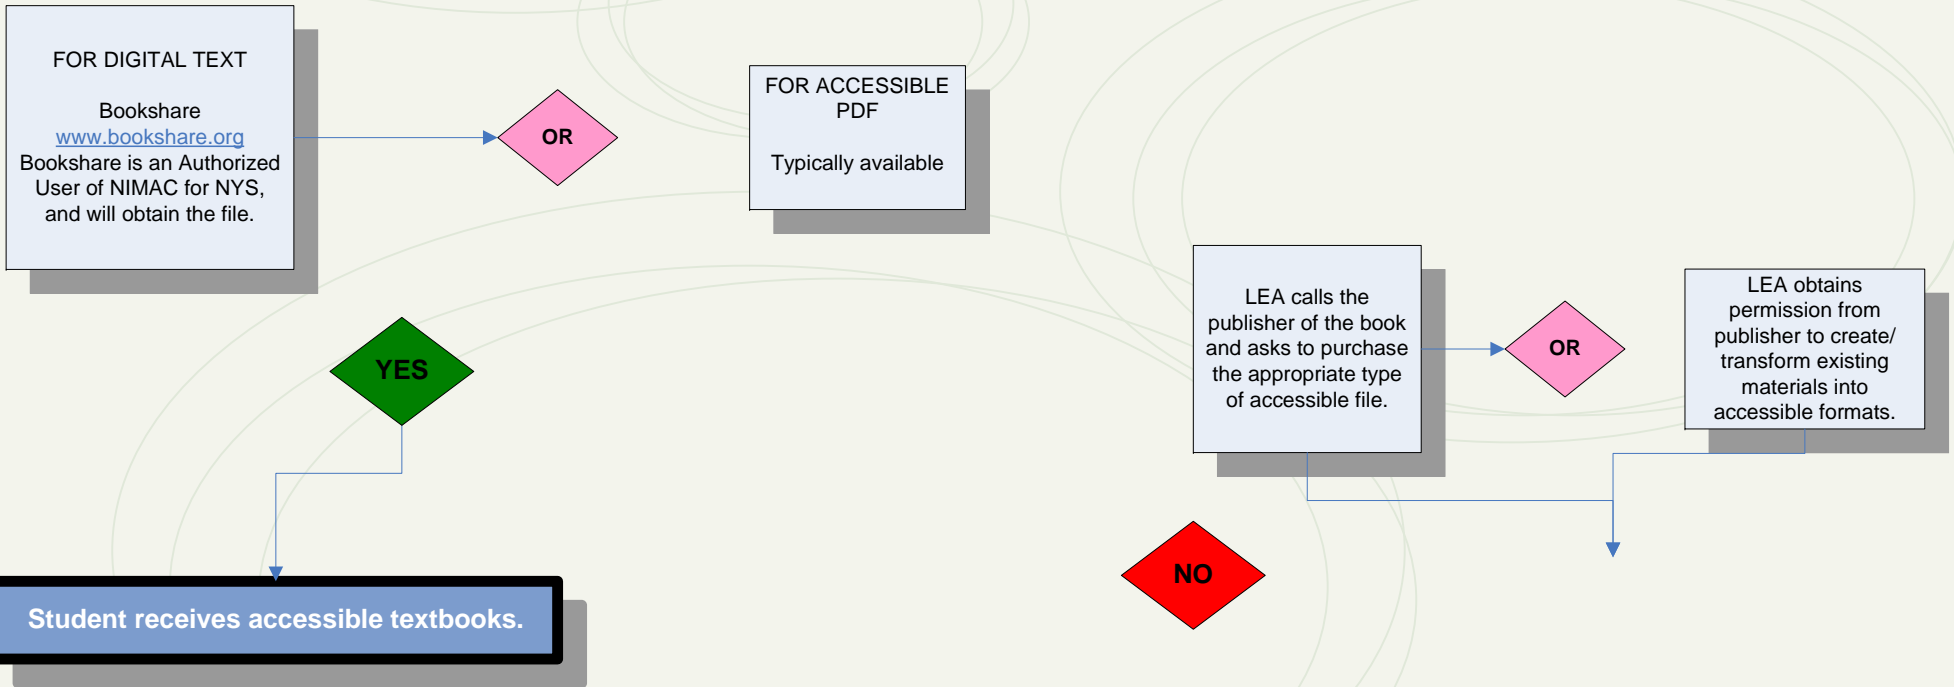 FOR DIGITAL TEXT
Bookshare
www.bookshare.org
Bookshare is an Authorized
User of NIMAC for NYS,
and will obtain the file.
OR
FOR ACCESSIBLE
PDF
Typically available
LEA calls the
publisher of the book
and asks to purchase
the appropriate type
of accessible file.
OR
LEA obtains
permission from
publisher to create/
transform existing
materials into
accessible formats.
YES
NO
Student receives accessible textbooks.